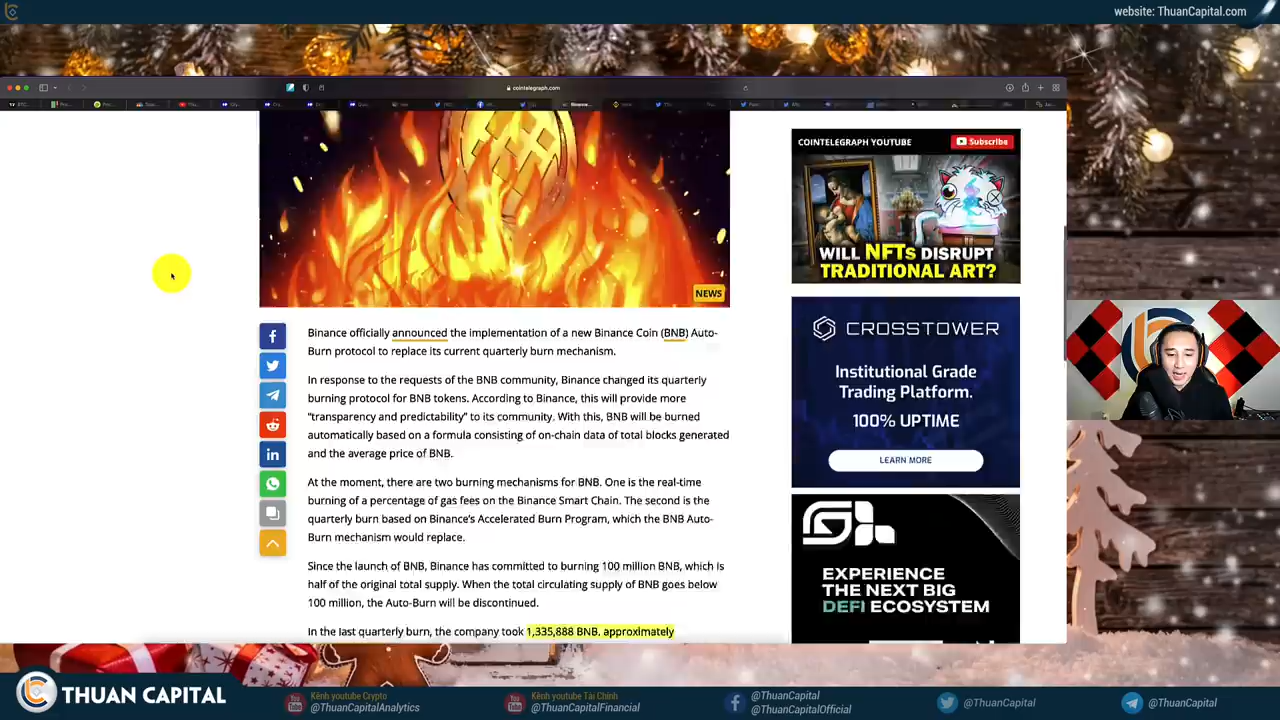 website: ThuanCapital.com
cointelegraph.com
COINTELEGRAPH YOUTUBE
Subscribe
WILL NFTs DISRUPT
TRADITIONAL ART?
NEWS
Binance officially announced the implementation of a new Binance Coin (BNB) Auto-
Burn protocol to replace its current quarterly burn mechanism.
In response to the requests of the BNB community, Binance changed its quarterly
burning protocol for BNB tokens. According to Binance, this will provide more
"transparency and predictability" to its community. With this, BNB will be burned
automatically based on a formula consisting of on-chain data of total blocks generated
and the average price of BNB.
At the moment, there are two burning mechanisms for BNB. One is the real-time
burning of a percentage of gas fees on the Binance Smart Chain. The second is the
quarterly burn based on Binance's Accelerated Burn Program, which the BNB Auto-
Burn mechanism would replace.
Since the launch of BNB, Binance has committed to burning 100 million BNB, which is
half of the original total supply. When the total circulating supply of BNB goes below
100 million, the Auto-Burn will be discontinued.
In the last quarterly burn, the company took 1,335,888 BNB, approximately
CROSSTOWER
Institutional Grade
Trading Platform.
100% UPTIME
LEARN MORE
EXPERIENCE
THE NEXT BIG
DEFI ECOSYSTEM
THUAN CAPITAL
Kênh youtube Crypto
@ThuanCapitalAnalytics
Kênh youtube Tài Chính
@ThuanCapitalFinancial
@ThuanCapital
@ThuanCapitalOfficial
@ThuanCapital
@ThuanCapital